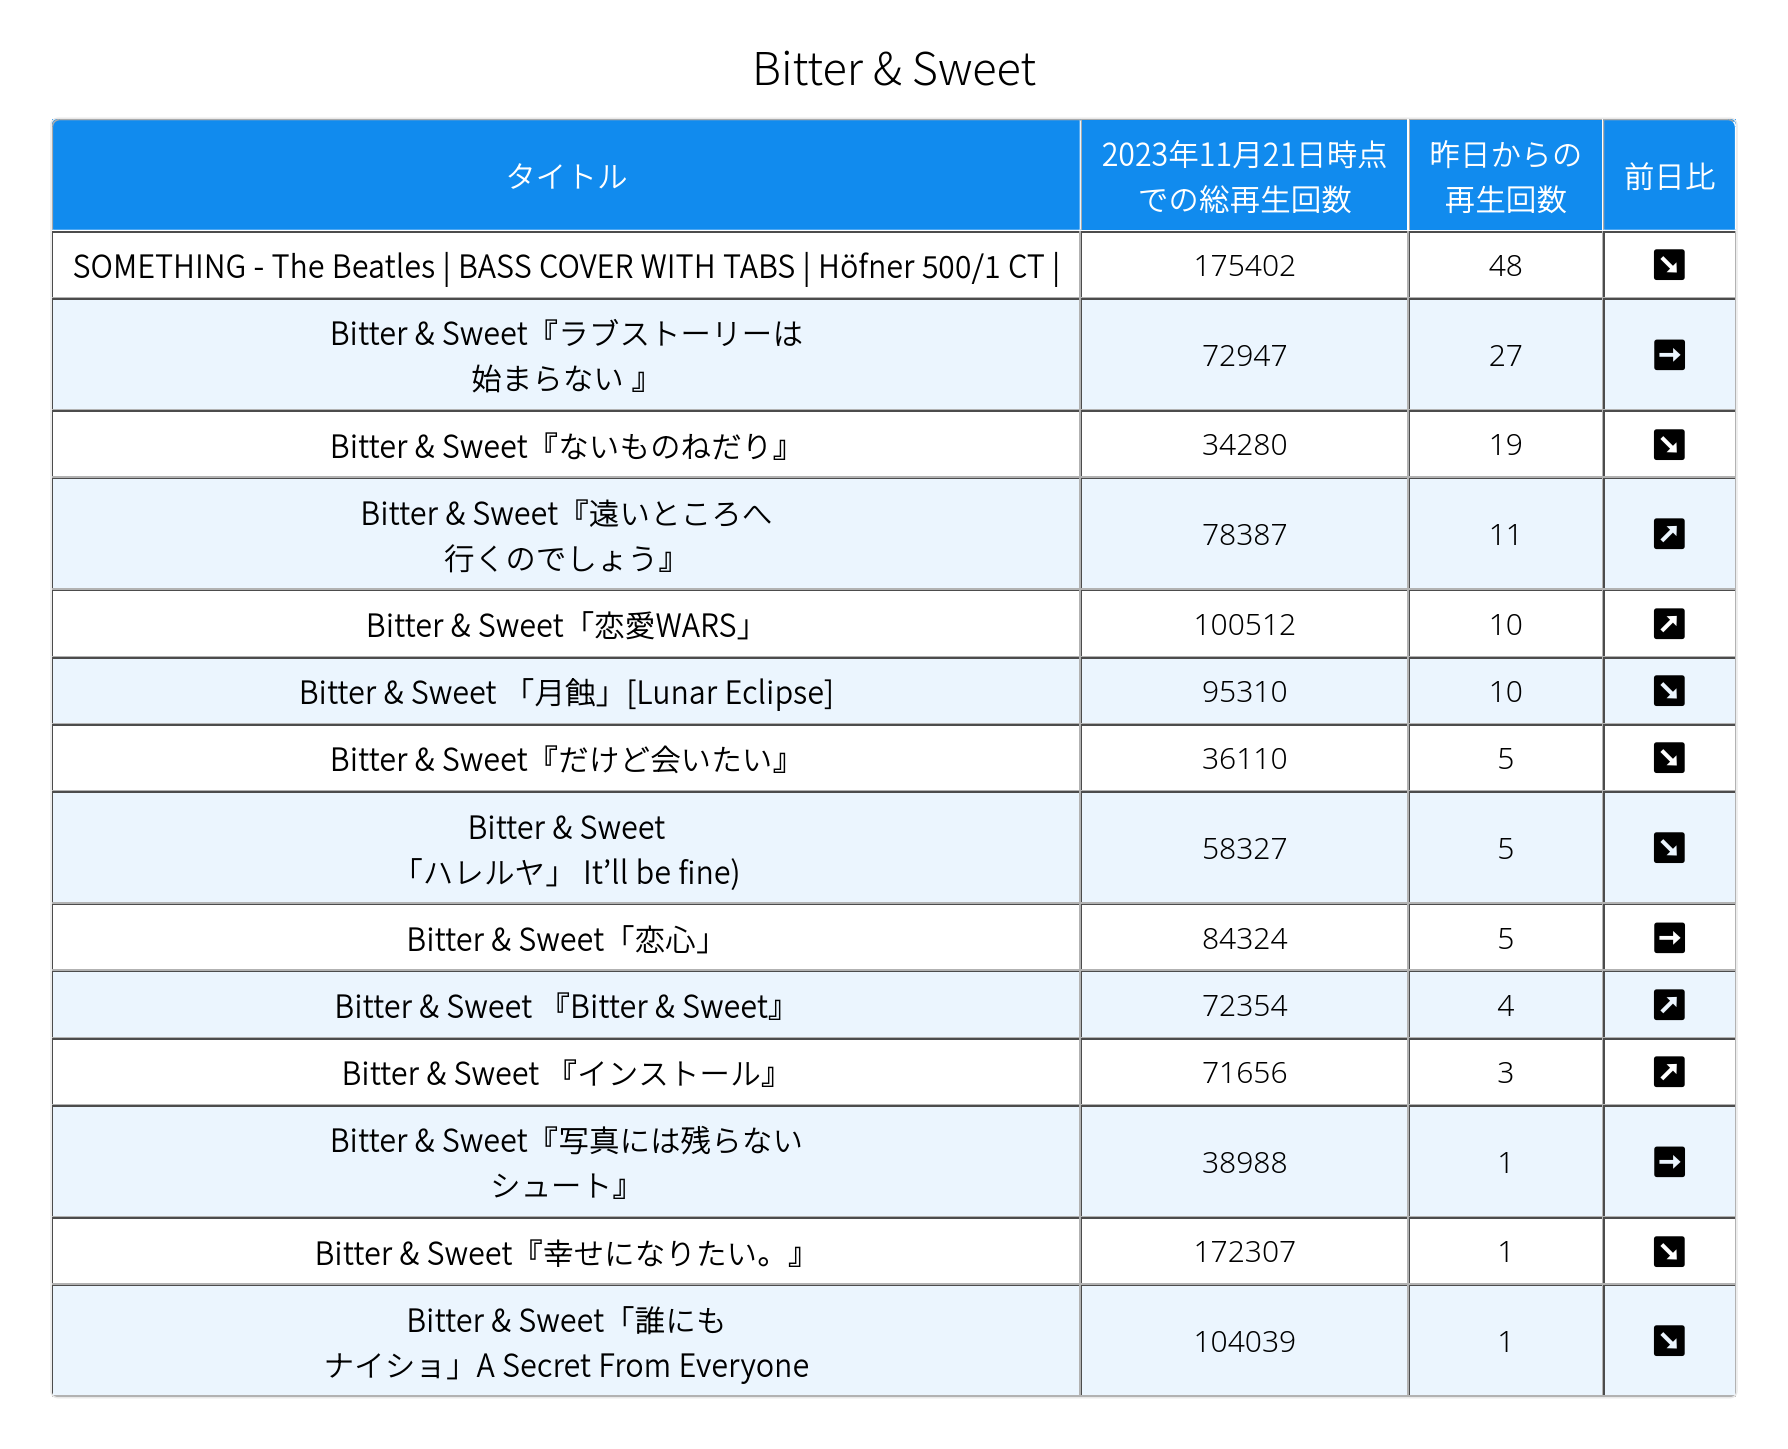 Bitter & Sweet
タイトル
2023年11月21日時点
での総再生回数
昨日からの
再生回数
前日比
SOMETHING - The Beatles | BASS COVER WITH TABS | Höfner 500/1 CT |
175402
48
Bitter & Sweet『ラブストーリーは
始まらない 』
72947
27
Bitter & Sweet『ないものねだり』
34280
19
Bitter & Sweet『遠いところへ
行くのでしょう』
78387
11
Bitter & Sweet「恋愛WARS」
100512
10
Bitter & Sweet 「月蝕」[Lunar Eclipse]
95310
10
Bitter & Sweet『だけど会いたい』
36110
5
Bitter & Sweet
「ハレルヤ」 It’ll be fine)
58327
5
Bitter & Sweet「恋心」
84324
5
Bitter & Sweet 『Bitter & Sweet』
72354
4
Bitter & Sweet 『インストール』
71656
3
Bitter & Sweet『写真には残らない
シュート』
38988
1
Bitter & Sweet『幸せになりたい。』
172307
1
Bitter & Sweet「誰にも
ナイショ」A Secret From Everyone
104039
1